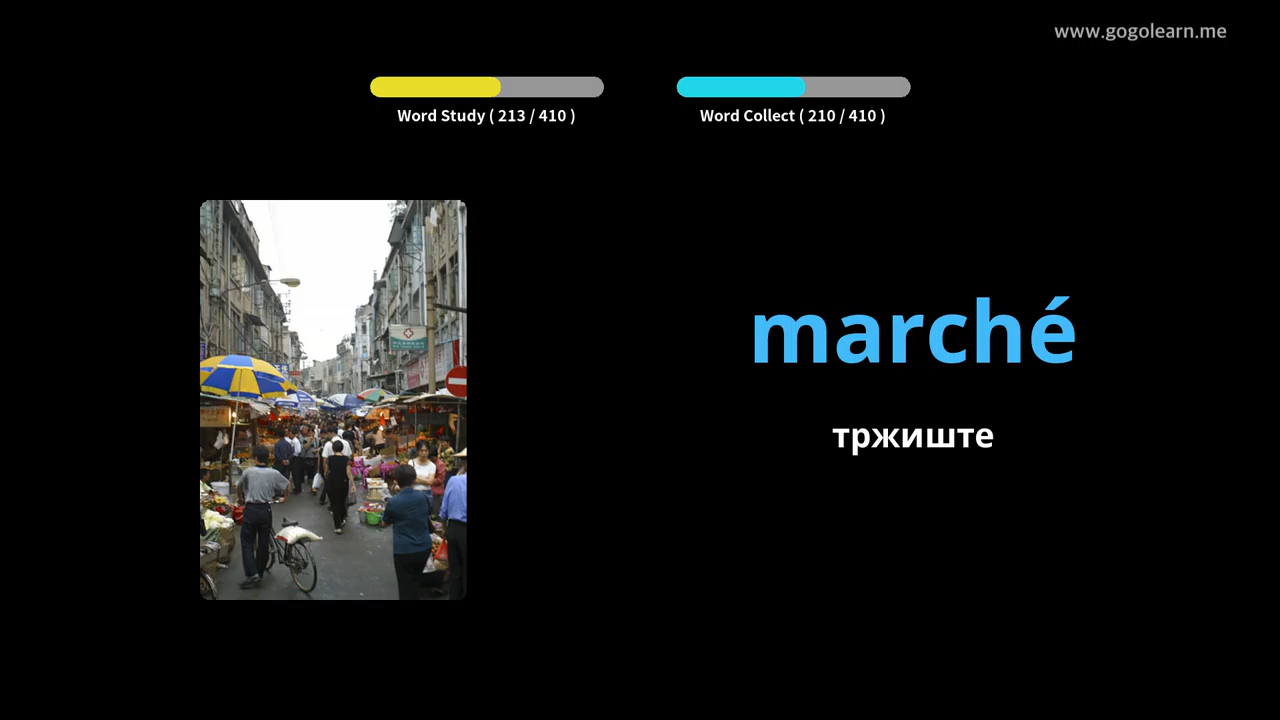 www.gogolearn.me
Word Study ( 213 / 410 )
Word Collect ( 210 / 410 )
marché
тржиште